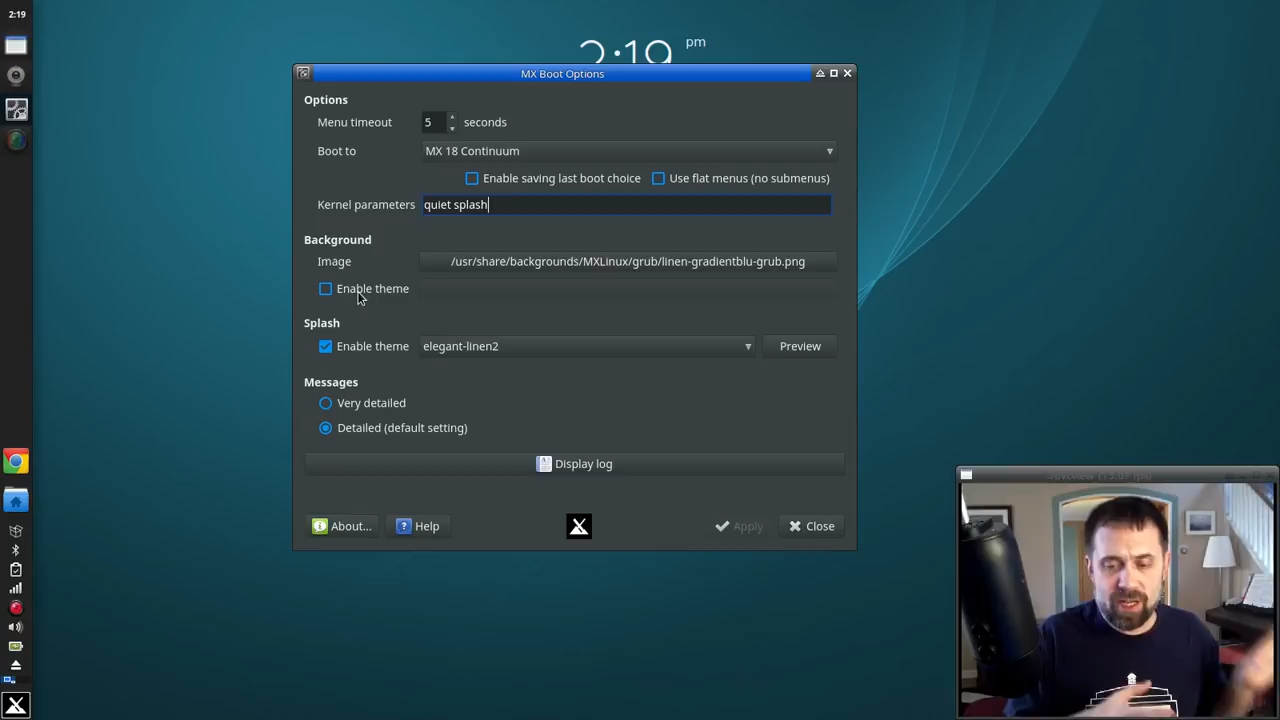 2:19
2:19 pm
MX Boot Options
Options
Menu timeout 5 seconds
Boot to MX 18 Continuum
Enable saving last boot choice Use flat menus (no submenus)
Kernel parameters quiet splash
Background
Image /usr/share/backgrounds/MXLinux/grub/linen-gradientblu-grub.png
Enable theme
Splash
Enable theme elegant-linen2 Preview
Messages
Very detailed
Detailed (default setting)
Display log
About... Help Apply Close